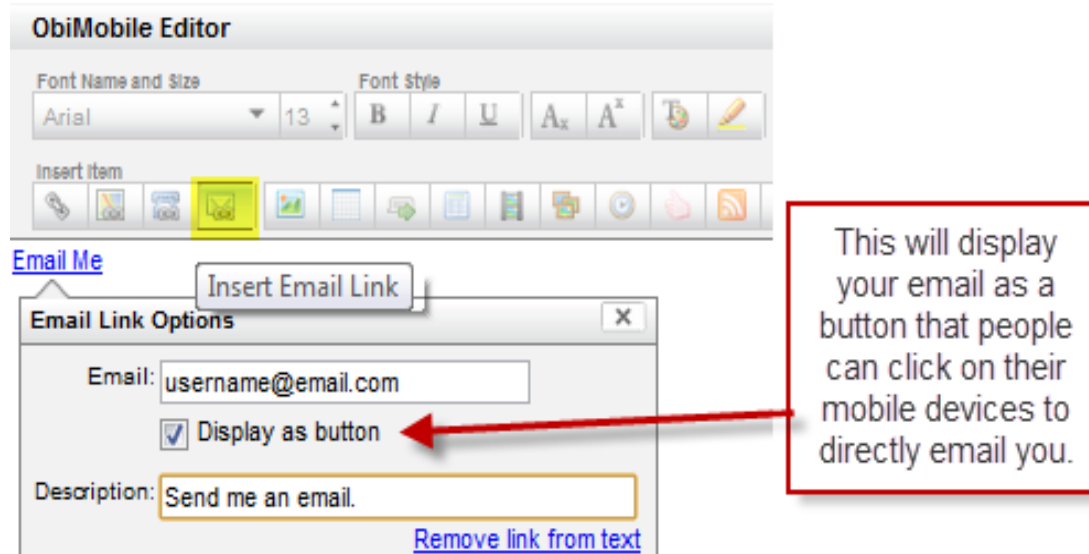 ObiMobile Editor
Font Name and Size Font Style
Arial 13 B I U Ax A^x
Insert Item
Email Me
Insert Email Link
Email Link Options
Email: username@email.com
Display as button
Description: Send me an email.
Remove link from text
This will display
your email as a
button that people
can click on their
mobile devices to
directly email you.